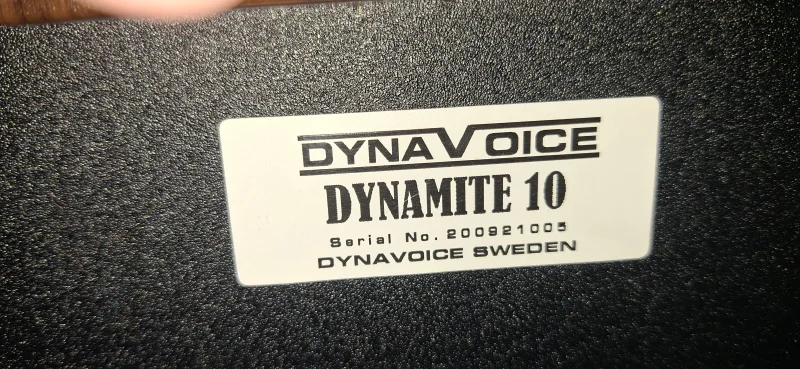 DYNAVOICE
DYNAMITE 10
Serial No. 200921005
DYNAVOICE SWEDEN